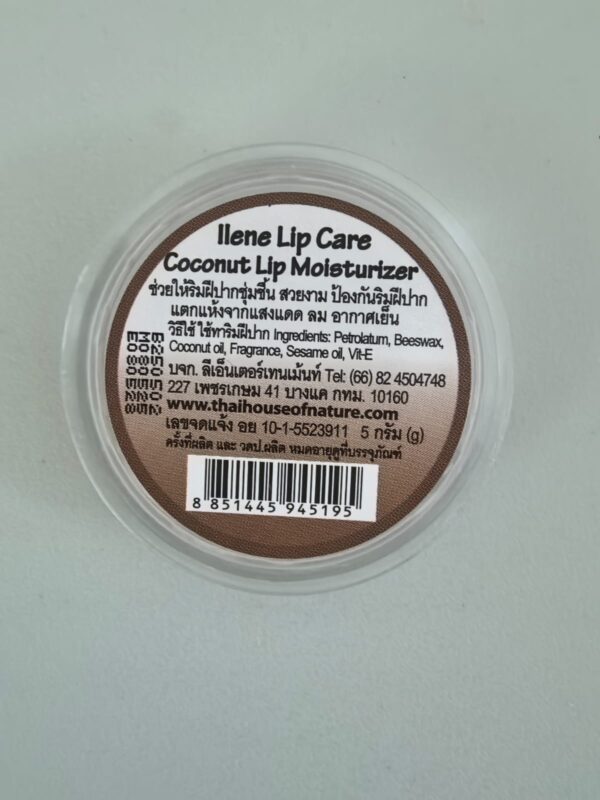 Ilene Lip Care
Coconut Lip Moisturizer
ช่วยให้ริมฝีปากชุ่มชื้น สวยงาม ป้องกันริมฝีปาก
แตกแห้งจากแสงแดด ลม อากาศเย็น
วิธีใช้ ใช้ทาริมฝีปาก Ingredients: Petrolatum, Beeswax,
Coconut oil, Fragrance, Sesame oil, Vit-E
บจก. ลีเอ็นเตอร์เทนเม้นท์ Tel: (66) 82 4504748
227 เพชรเกษม 41 บางแค กทม. 10160
www.thaihouseofnature.com
เลขจดแจ้ง อย 10-1-5523911 5 กรัม (g)
ครั้งที่ผลิต และ วดป.ผลิต หมดอายุดูที่บรรจุภัณฑ์
8 851445 945195